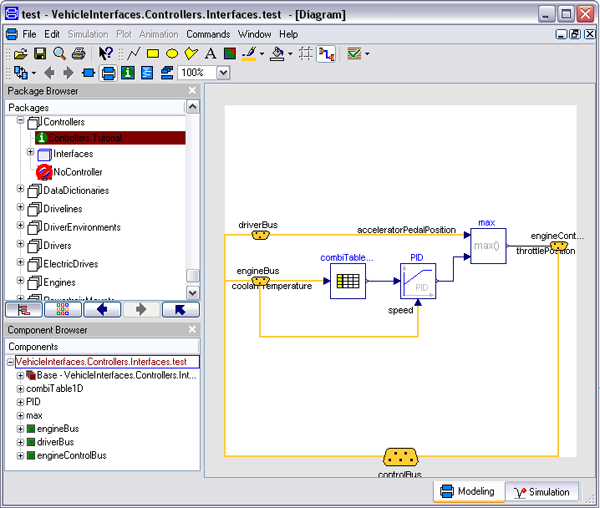 test - VehicleInterfaces.Controllers.Interfaces.test - [Diagram]
File Edit Simulation Plot Animation Commands Window Help
100%
Package Browser
Packages
Controllers
Controllers Tutorial
Interfaces
NoController
DataDictionaries
Drivelines
DriverEnvironments
Drivers
ElectricDrives
Engines
PowertrainMounts
Component Browser
Components
VehicleInterfaces.Controllers.Interfaces.test
Base - VehicleInterfaces.Controllers.Int...
combiTable1D
PID
max
engineBus
driverBus
engineControlBus
driverBus
acceleratorPedalPosition
max
max()
engineCont...
throttlePosition
engineBus
coolantTemperature
combiTable...
PID
PID
speed
controlBus
Modeling
Simulation